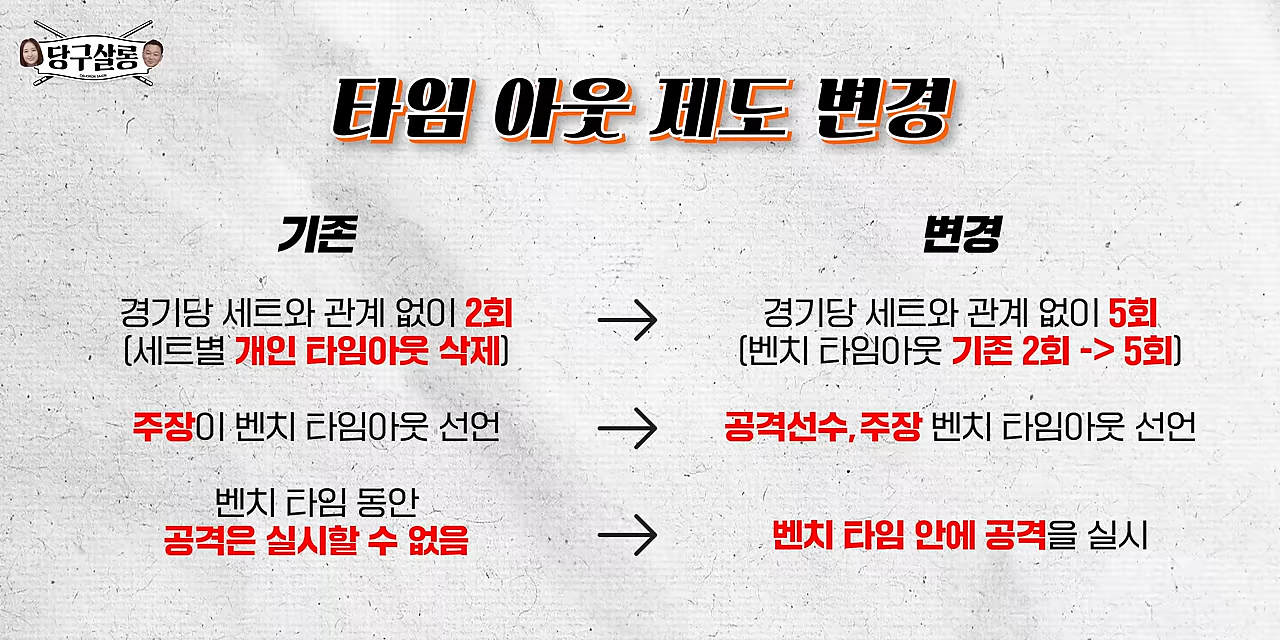 당구살롱
타임 아웃 제도 변경
기존
변경
경기당 세트와 관계 없이 2회
(세트별 개인 타임아웃 삭제)
→
경기당 세트와 관계 없이 5회
(벤치 타임아웃 기존 2회 -> 5회)
주장이 벤치 타임아웃 선언
→
공격선수, 주장 벤치 타임아웃 선언
벤치 타임 동안
공격은 실시할 수 없음
→
벤치 타임 안에 공격을 실시